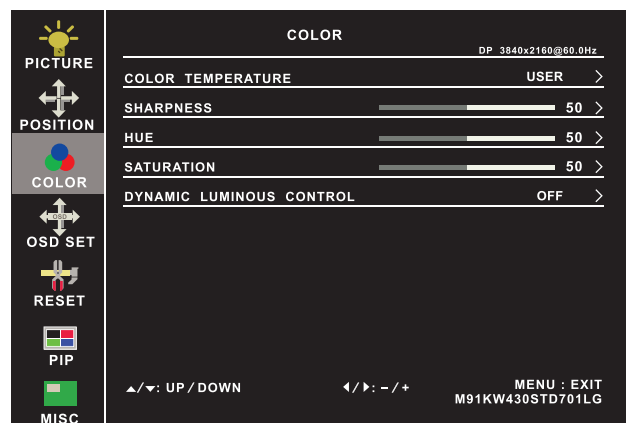 COLOR
DP 3840x2160@60.0Hz
PICTURE
COLOR TEMPERATURE USER
SHARPNESS 50
POSITION
HUE 50
SATURATION 50
COLOR
DYNAMIC LUMINOUS CONTROL OFF
OSD
OSD SET
RESET
PIP
▲/▼: UP / DOWN ◀/▶: – / + MENU : EXIT
M91KW430STD701LG
MISC